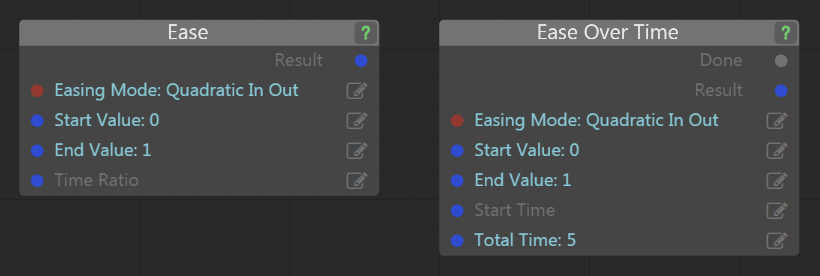 Ease
?
Result
Easing Mode: Quadratic In Out
Start Value: 0
End Value: 1
Time Ratio
Ease Over Time
?
Done
Result
Easing Mode: Quadratic In Out
Start Value: 0
End Value: 1
Start Time
Total Time: 5